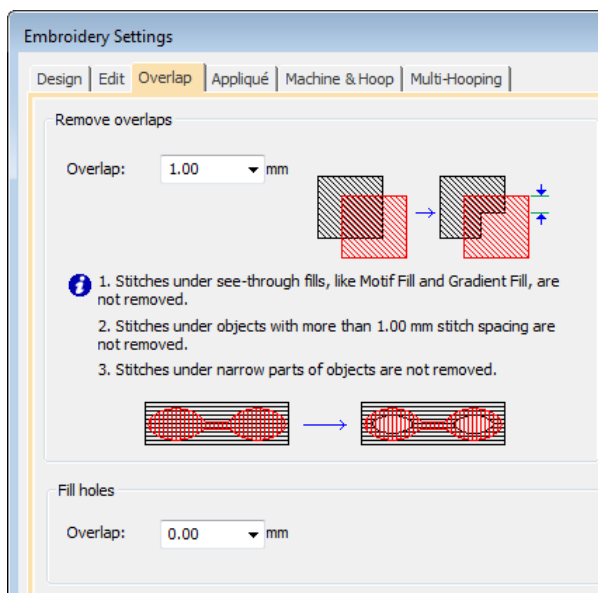 Embroidery Settings
Design Edit Overlap Appliqué Machine & Hoop Multi-Hooping
Remove overlaps
Overlap: 1.00 mm
1. Stitches under see-through fills, like Motif Fill and Gradient Fill, are
not removed.
2. Stitches under objects with more than 1.00 mm stitch spacing are
not removed.
3. Stitches under narrow parts of objects are not removed.
Fill holes
Overlap: 0.00 mm